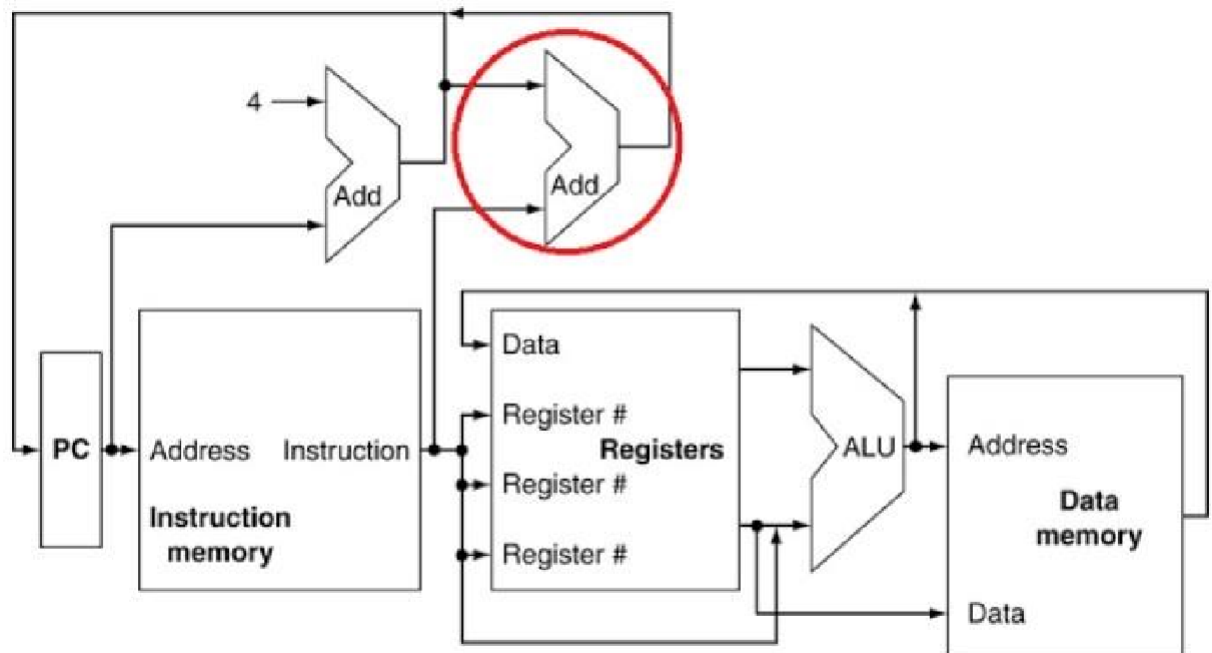 4
Add
Add
Data
Register #
PC
Address
Instruction
Registers
ALU
Address
Register #
Instruction
memory
Data
memory
Register #
Data